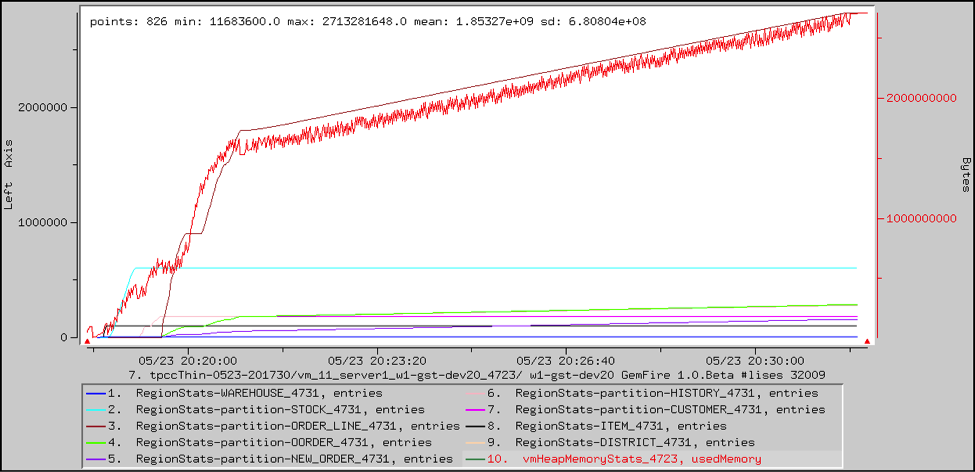 points: 826 min: 11683600.0 max: 2713281648.0 mean: 1.85327e+09 sd: 6.80804e+08
Left Axis
2000000
1000000
0
2000000000
1000000000
Bytes
05/23 20:20:00 05/23 20:23:20 05/23 20:26:40 05/23 20:30:00
7. tpccThin-0523-201730/vm_11_server1_w1-gst-dev20_4723/ w1-gst-dev20 GemFire 1.0.Beta #lises 32009
1. RegionStats-WAREHOUSE_4731, entries
2. RegionStats-partition-STOCK_4731, entries
3. RegionStats-partition-ORDER_LINE_4731, entries
4. RegionStats-partition-OORDER_4731, entries
5. RegionStats-partition-NEW_ORDER_4731, entries
6. RegionStats-partition-HISTORY_4731, entries
7. RegionStats-partition-CUSTOMER_4731, entries
8. RegionStats-ITEM_4731, entries
9. RegionStats-DISTRICT_4731, entries
10. vmHeapMemoryStats_4723, usedMemory